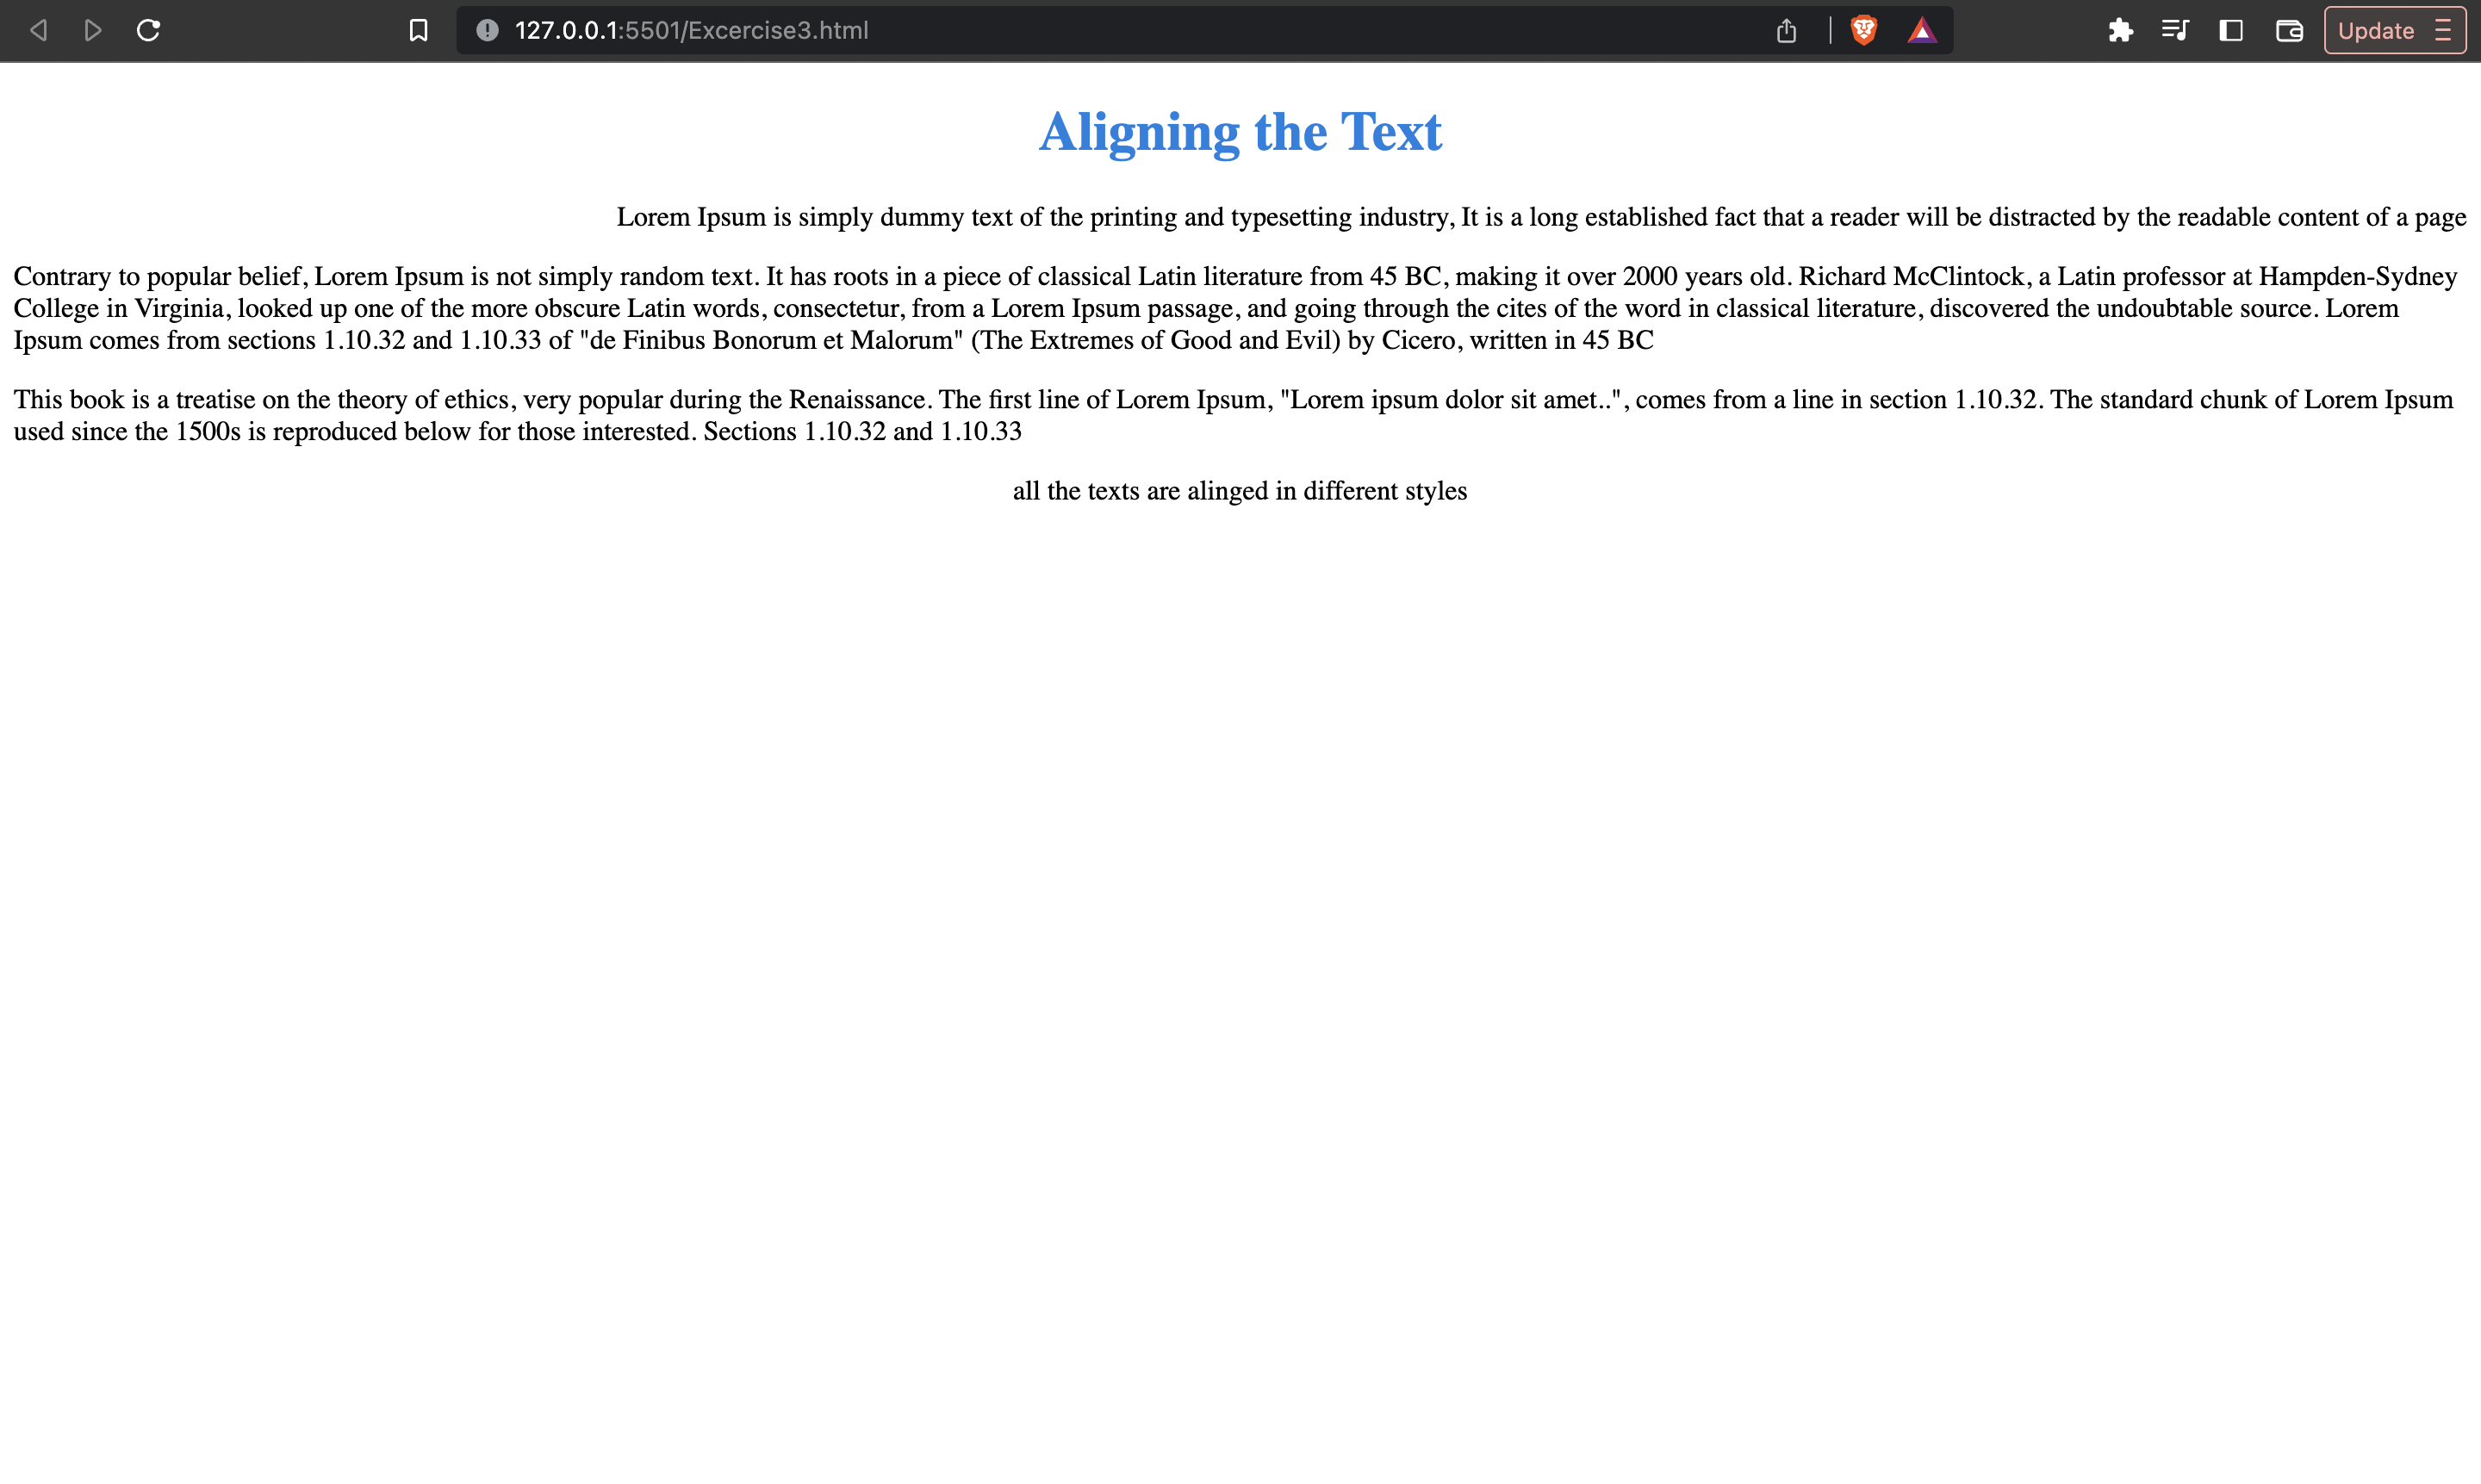 127.0.0.1:5501/Excercise3.html
Update
Aligning the Text
Lorem Ipsum is simply dummy text of the printing and typesetting industry, It is a long established fact that a reader will be distracted by the readable content of a page
Contrary to popular belief, Lorem Ipsum is not simply random text. It has roots in a piece of classical Latin literature from 45 BC, making it over 2000 years old. Richard McClintock, a Latin professor at Hampden-Sydney
College in Virginia, looked up one of the more obscure Latin words, consectetur, from a Lorem Ipsum passage, and going through the cites of the word in classical literature, discovered the undoubtable source. Lorem
Ipsum comes from sections 1.10.32 and 1.10.33 of "de Finibus Bonorum et Malorum" (The Extremes of Good and Evil) by Cicero, written in 45 BC
This book is a treatise on the theory of ethics, very popular during the Renaissance. The first line of Lorem Ipsum, "Lorem ipsum dolor sit amet..", comes from a line in section 1.10.32. The standard chunk of Lorem Ipsum
used since the 1500s is reproduced below for those interested. Sections 1.10.32 and 1.10.33
all the texts are alinged in different styles